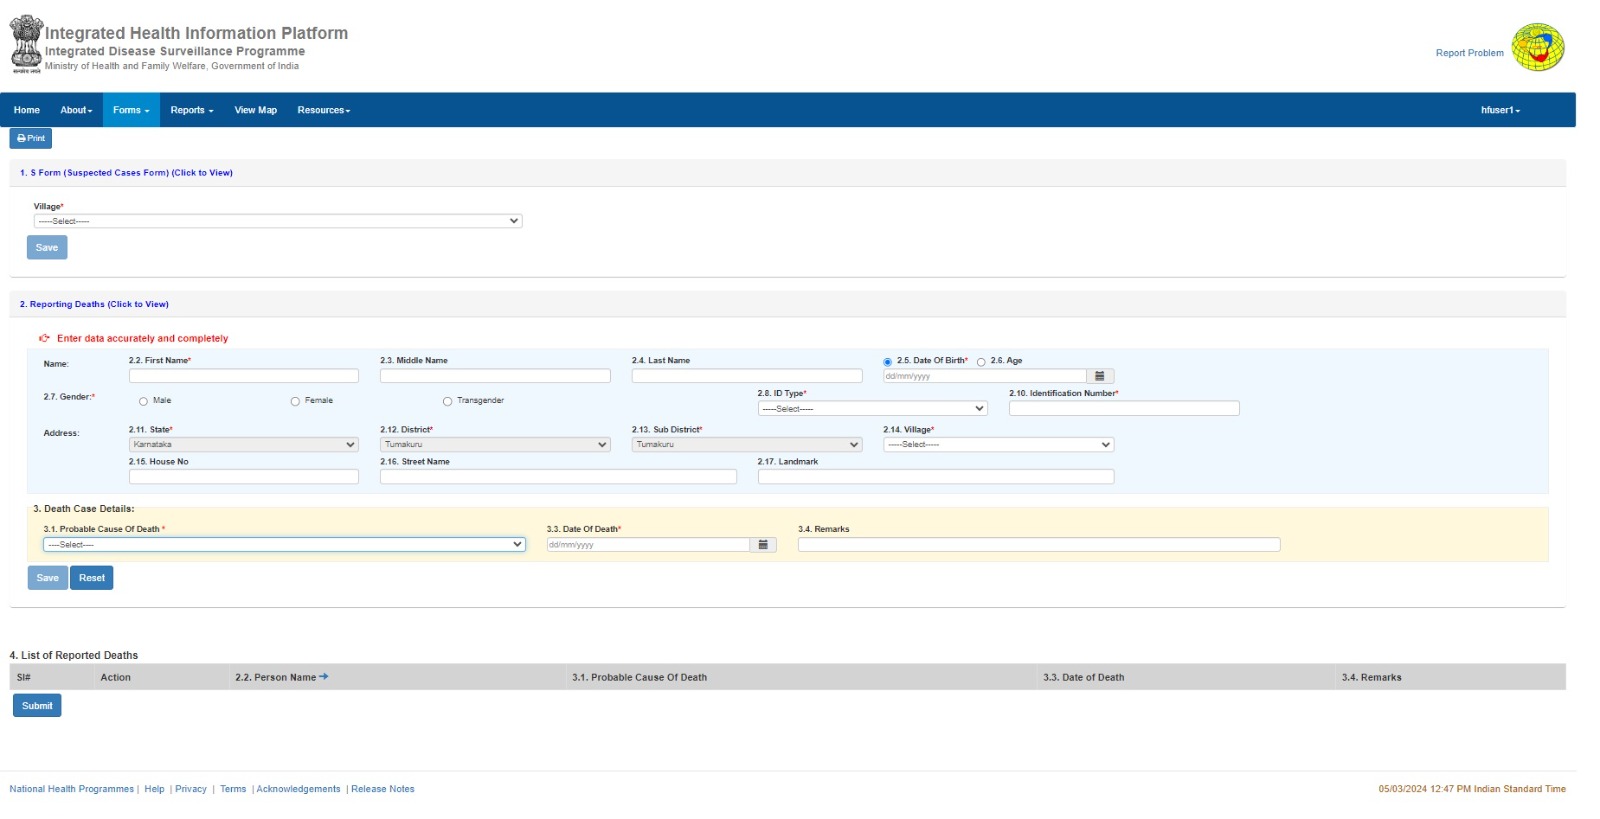 Integrated Health Information Platform
Integrated Disease Surveillance Programme
Ministry of Health and Family Welfare, Government of India
सत्यमेव जयते
Report Problem
Home About Forms Reports View Map Resources hfuser1
Print
1. S Form (Suspected Cases Form) (Click to View)
Village*
-----Select-----
Save
2. Reporting Deaths (Click to View)
Enter data accurately and completely
Name: 2.2. First Name* 2.3. Middle Name 2.4. Last Name 2.5. Date Of Birth* 2.6. Age
dd/mm/yyyy
2.7. Gender:* Male Female Transgender 2.8. ID Type* 2.10. Identification Number*
-----Select-----
Address: 2.11. State* 2.12. District* 2.13. Sub District* 2.14. Village*
Karnataka Tumakuru Tumakuru -----Select-----
2.15. House No 2.16. Street Name 2.17. Landmark
3. Death Case Details:
3.1. Probable Cause Of Death * 3.3. Date Of Death* 3.4. Remarks
----Select---- dd/mm/yyyy
Save Reset
4. List of Reported Deaths
Sl# Action 2.2. Person Name 3.1. Probable Cause Of Death 3.3. Date of Death 3.4. Remarks
Submit
National Health Programmes | Help | Privacy | Terms | Acknowledgements | Release Notes 05/03/2024 12:47 PM Indian Standard Time